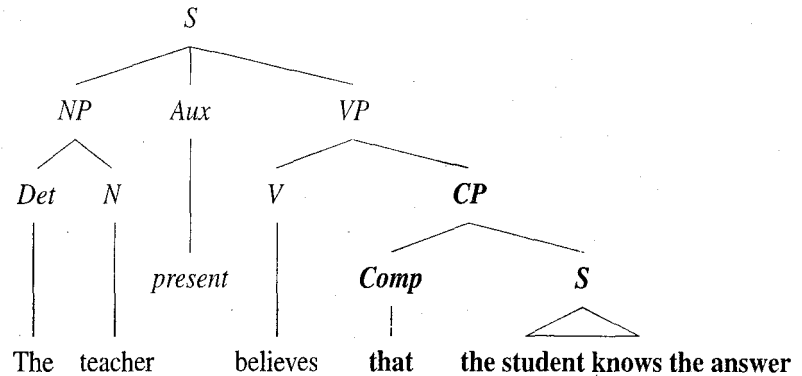 S
NP Aux VP
Det N V CP
present Comp S
The teacher believes that the student knows the answer